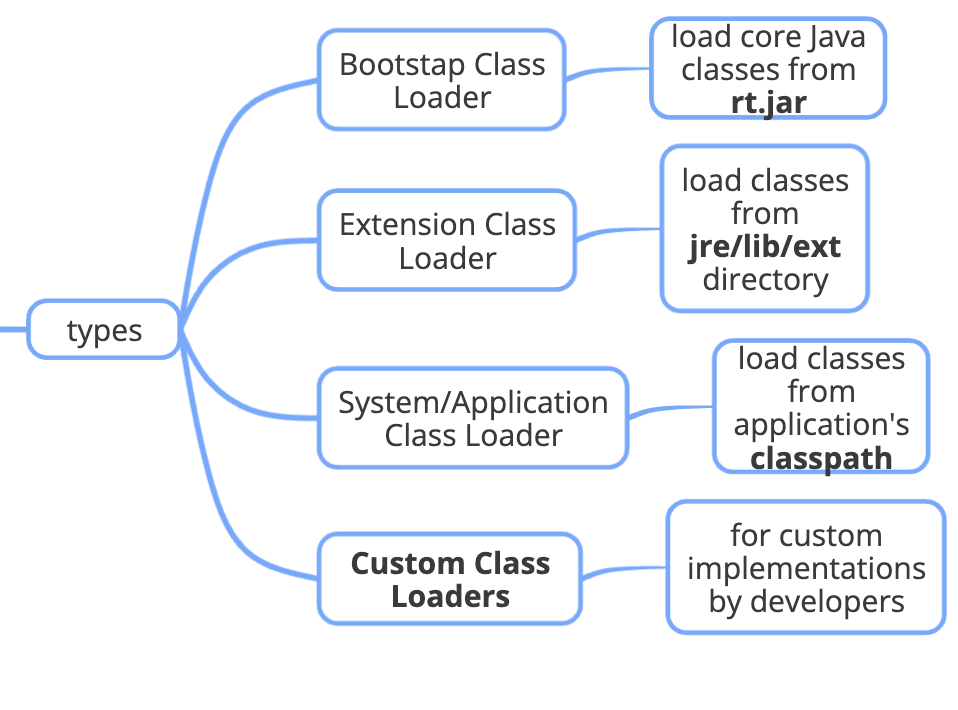 types
Bootstap Class
Loader
load core Java
classes from
rt.jar
Extension Class
Loader
load classes
from
jre/lib/ext
directory
System/Application
Class Loader
load classes
from
application's
classpath
Custom Class
Loaders
for custom
implementations
by developers